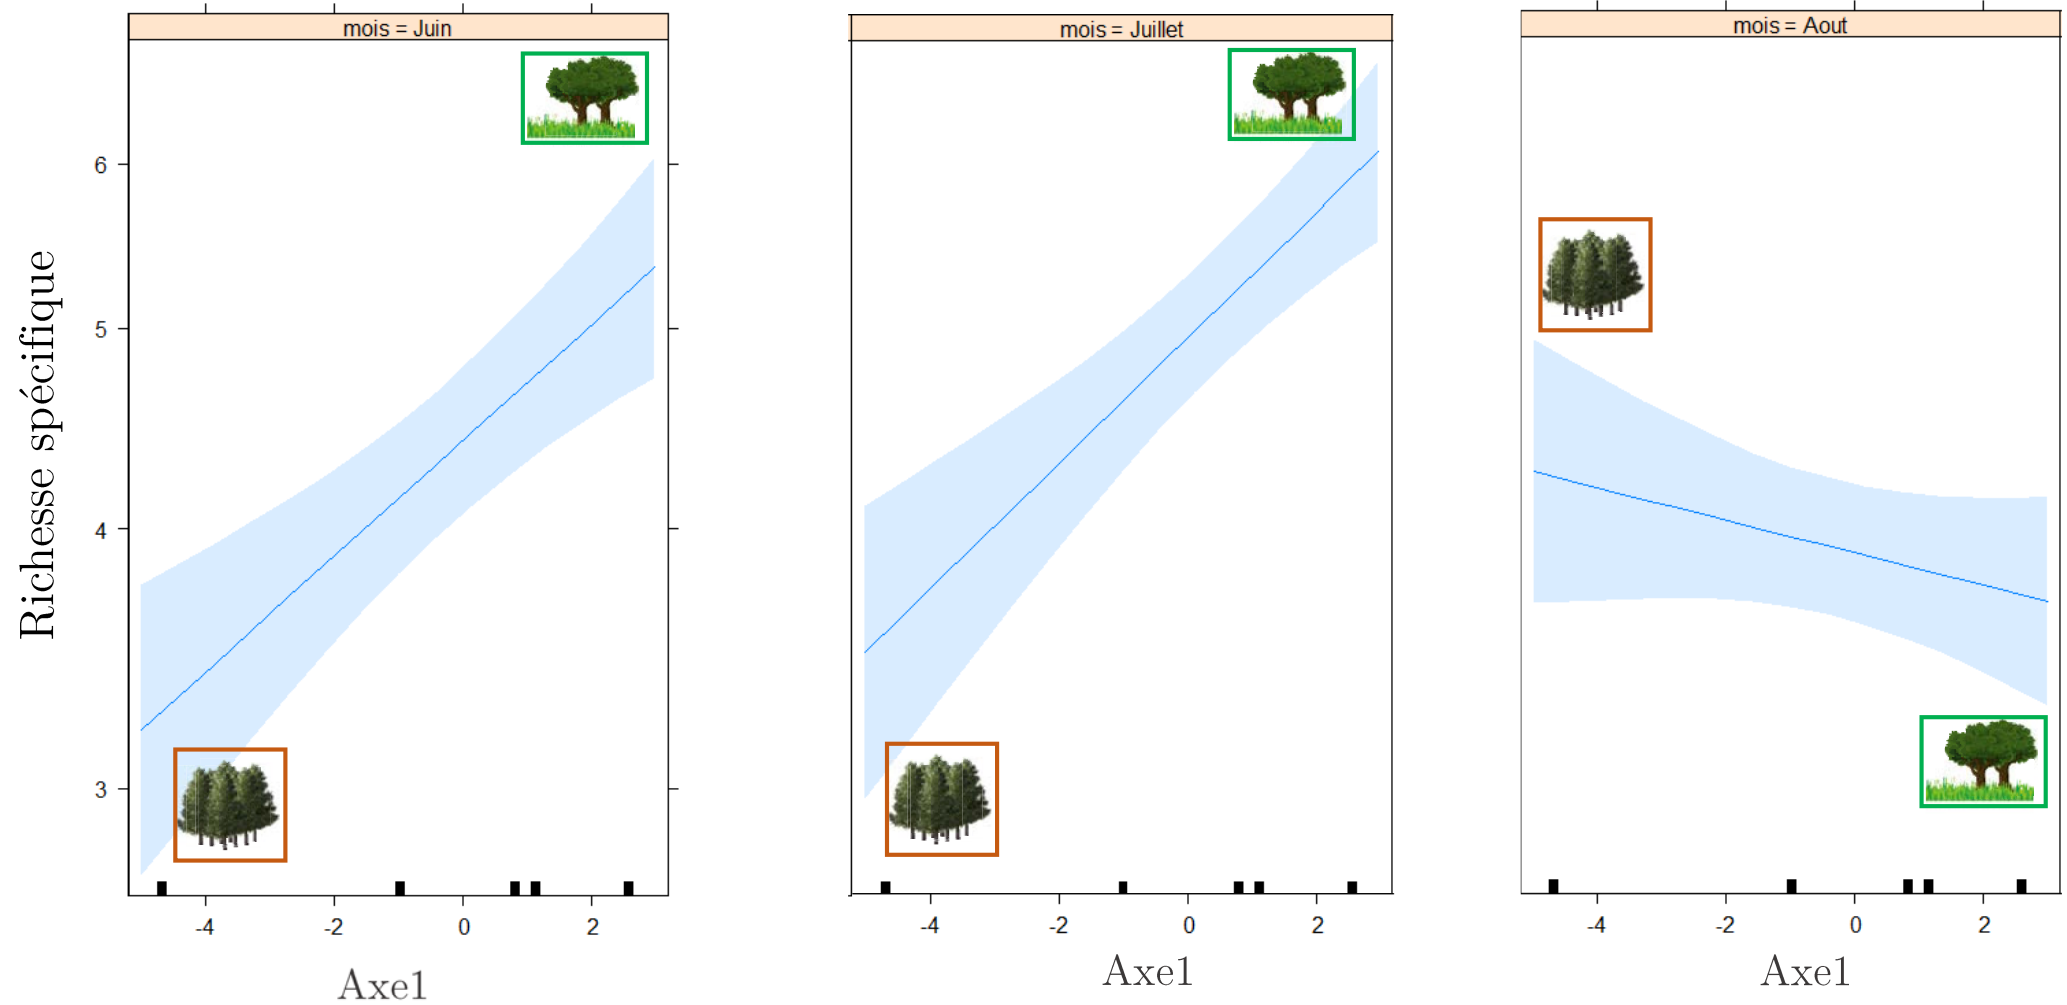 mois = Juin
mois = Juillet
mois = Aout
Richesse spécifique
6
5
4
3
-4 -2 0 2
-4 -2 0 2
-4 -2 0 2
Axe1
Axe1
Axe1